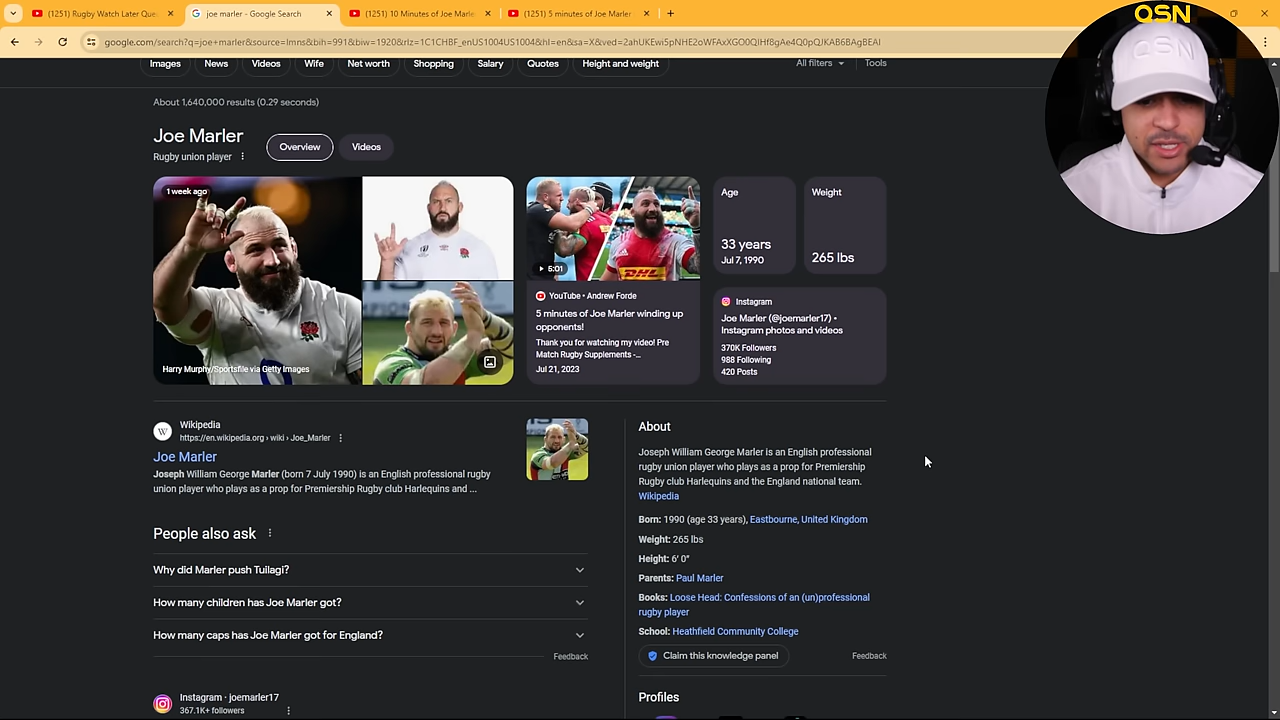 (1251) Rugby Watch Later Que
joe marler - Google Search
(1251) 10 Minutes of Joe Marle
(1251) 5 minutes of Joe Marler
QSN
google.com/search?q=joe+marler&source=lmns&bih=991&biw=1920&rlz=1C1CHBF_enUS1004US1004&hl=en&sa=X&ved=2ahUKEwi5pNHE2oWFAxXGO0QIHf8gAe4Q0pQJKAB6BAgBEAI
Images
News
Videos
Wife
Net worth
Shopping
Salary
Quotes
Height and weight
All filters
Tools
About 1,640,000 results (0.29 seconds)
Joe Marler
Rugby union player
Overview
Videos
1 week ago
Harry Murphy/Sportsfile via Getty Images
DHL
5:01
YouTube • Andrew Forde
5 minutes of Joe Marler winding up
opponents!
Thank you for watching my video! Pre
Match Rugby Supplements -...
Jul 21, 2023
Age
33 years
Jul 7, 1990
Weight
265 lbs
Instagram
Joe Marler (@joemarler17) •
Instagram photos and videos
370K Followers
988 Following
420 Posts
W
Wikipedia
https://en.wikipedia.org › wiki › Joe_Marler
Joe Marler
Joseph William George Marler (born 7 July 1990) is an English professional rugby
union player who plays as a prop for Premiership Rugby club Harlequins and ...
People also ask
Why did Marler push Tuilagi?
How many children has Joe Marler got?
How many caps has Joe Marler got for England?
Feedback
Instagram · joemarler17
367.1K+ followers
About
Joseph William George Marler is an English professional
rugby union player who plays as a prop for Premiership
Rugby club Harlequins and the England national team.
Wikipedia
Born: 1990 (age 33 years), Eastbourne, United Kingdom
Weight: 265 lbs
Height: 6′ 0″
Parents: Paul Marler
Books: Loose Head: Confessions of an (un)professional
rugby player
School: Heathfield Community College
Claim this knowledge panel
Feedback
Profiles